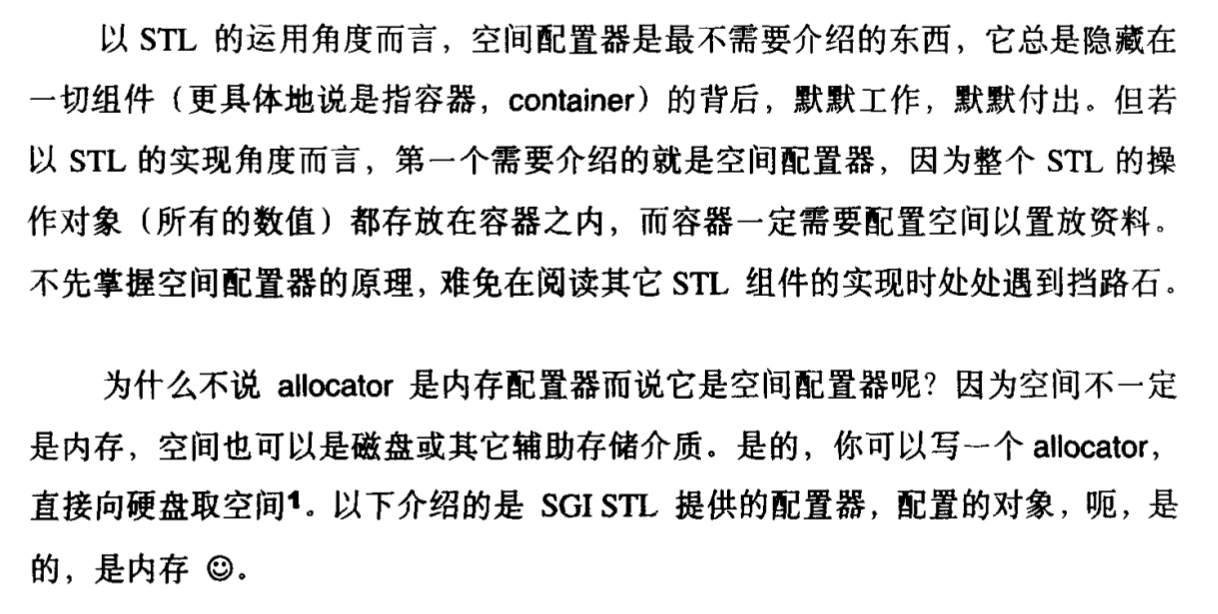 以 STL 的运用角度而言，空间配置器是最不需要介绍的东西，它总是隐藏在
一切组件（更具体地说是指容器，container）的背后，默默工作，默默付出。但若
以 STL 的实现角度而言，第一个需要介绍的就是空间配置器，因为整个 STL 的操
作对象（所有的数值）都存放在容器之内，而容器一定需要配置空间以置放资料。
不先掌握空间配置器的原理，难免在阅读其它 STL 组件的实现时处处遇到挡路石。
为什么不说 allocator 是内存配置器而说它是空间配置器呢？因为空间不一定
是内存，空间也可以是磁盘或其它辅助存储介质。是的，你可以写一个 allocator，
直接向硬盘取空间¹。以下介绍的是 SGI STL 提供的配置器，配置的对象，呃，是
的，是内存 ☺。